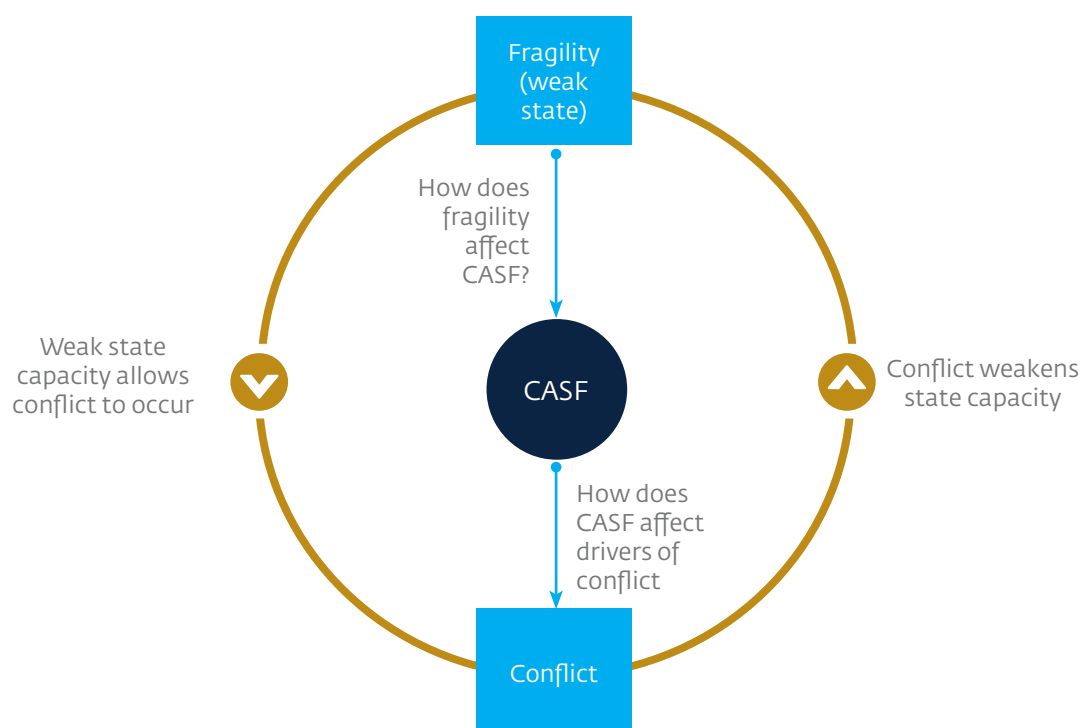 Fragility
(weak
state)
How does
fragility
affect
CASF?
Weak state
capacity allows
conflict to occur
CASF
Conflict weakens
state capacity
How does
CASF affect
drivers of
conflict
Conflict